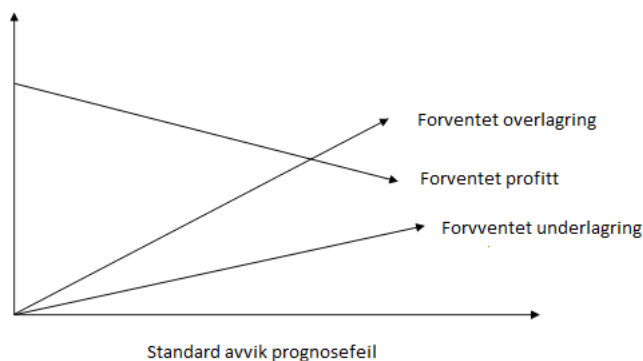 Forventet overlagring
Forventet profitt
Forvventet underlagring
Standard avvik prognosefeil